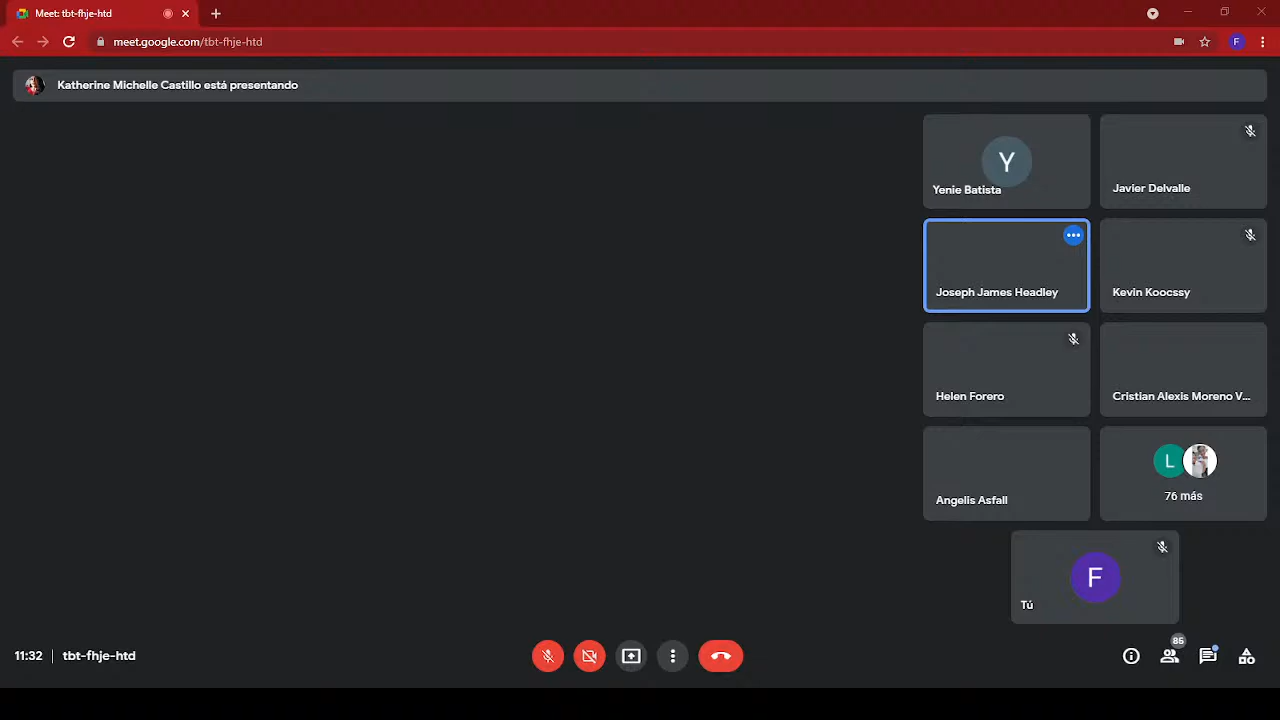 Meet: tbt-fhje-htd
meet.google.com/tbt-fhje-htd
F
Katherine Michelle Castillo está presentando
Y
Yenie Batista
Javier Delvalle
Joseph James Headley
Kevin Koocssy
Helen Forero
Cristian Alexis Moreno V...
Angelis Asfall
L
76 más
F
Tú
11:32 | tbt-fhje-htd
85